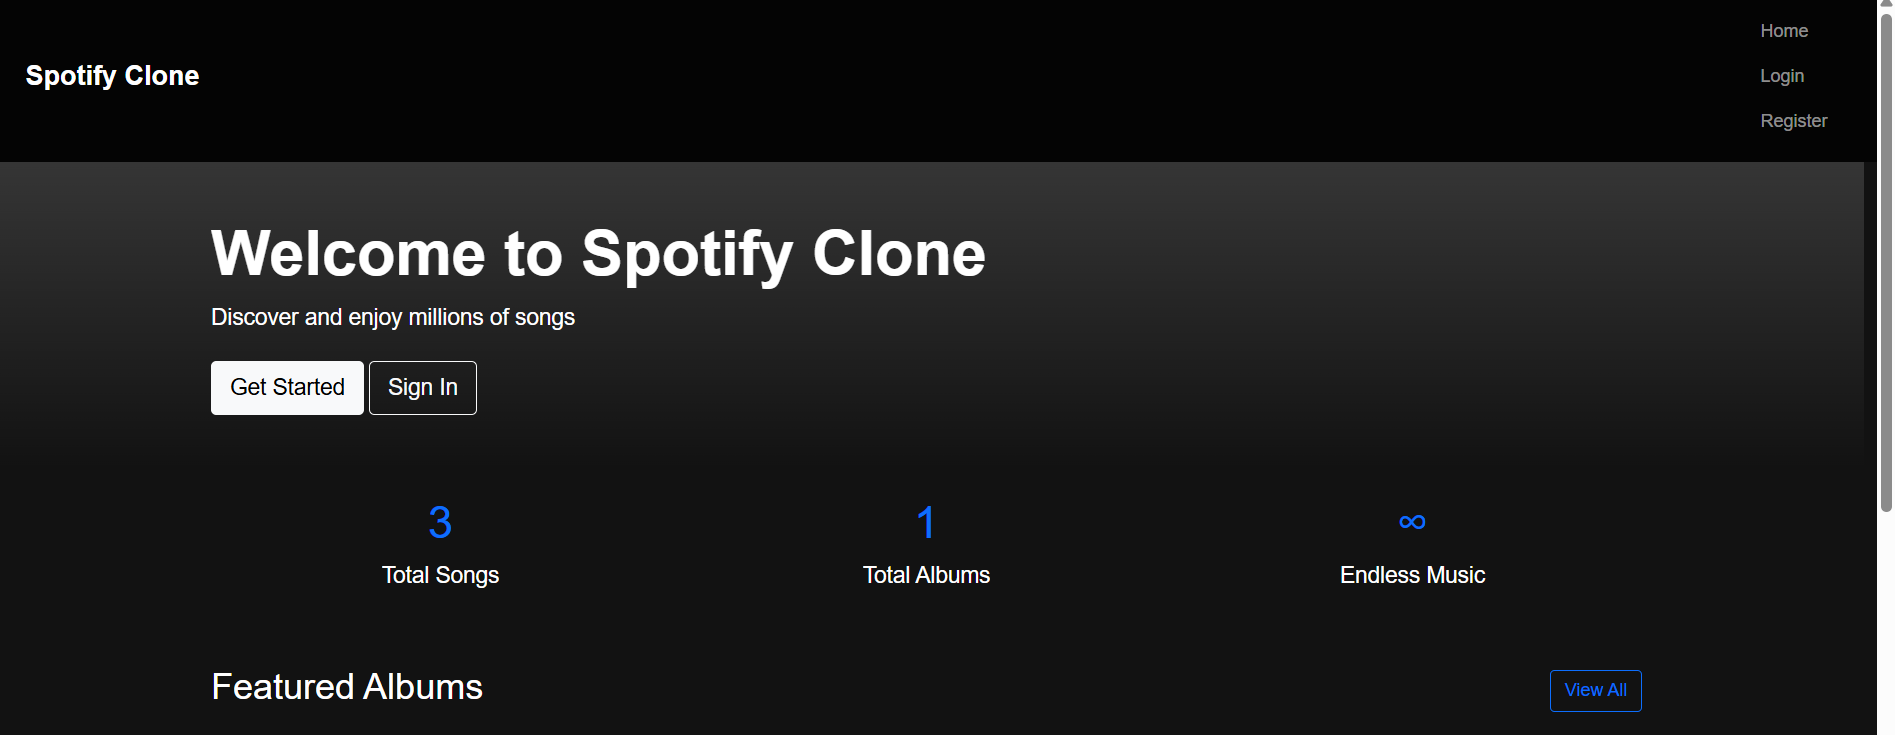 Spotify Clone
Home
Login
Register
Welcome to Spotify Clone
Discover and enjoy millions of songs
Get Started
Sign In
3
Total Songs
1
Total Albums
∞
Endless Music
Featured Albums
View All